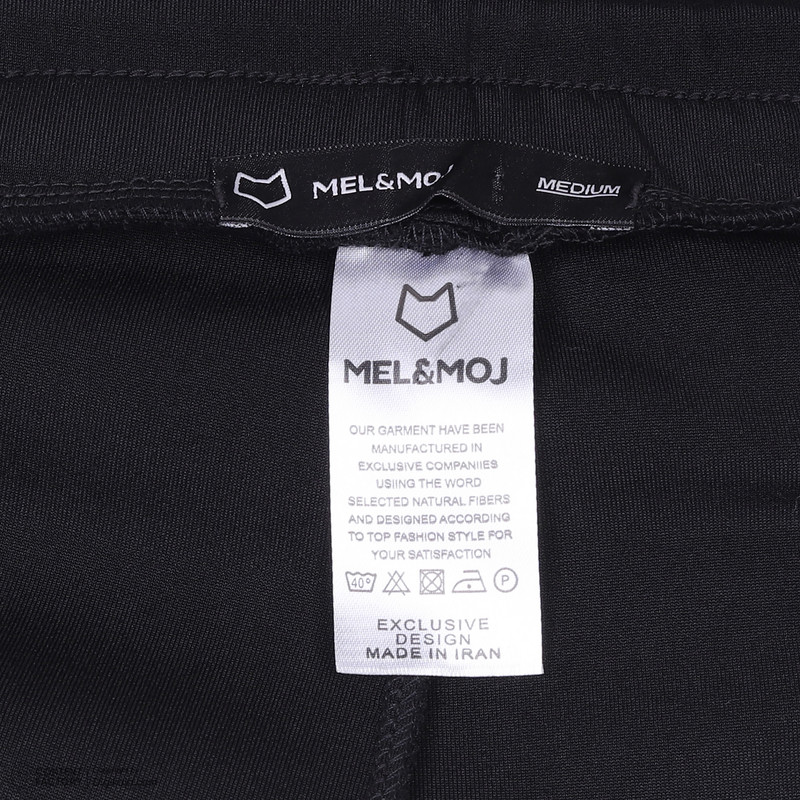 MEL&MOJ MEDIUM
MEL&MOJ
OUR GARMENT HAVE BEEN
MANUFACTURED IN
EXCLUSIVE COMPANIIES
USIING THE WORD
SELECTED NATURAL FIBERS
AND DESIGNED ACCORDING
TO TOP FASHION STYLE FOR
YOUR SATISFACTION
40° P
EXCLUSIVE
DESIGN
MADE IN IRAN